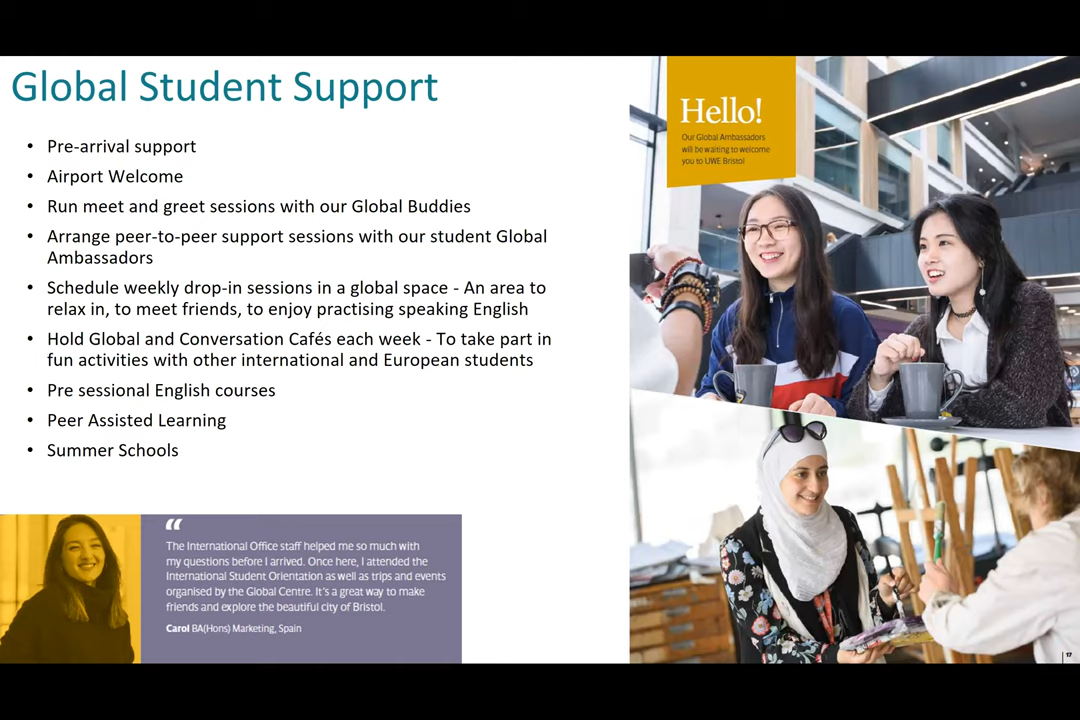 Global Student Support
• Pre-arrival support
• Airport Welcome
• Run meet and greet sessions with our Global Buddies
• Arrange peer-to-peer support sessions with our student Global
Ambassadors
• Schedule weekly drop-in sessions in a global space - An area to
relax in, to meet friends, to enjoy practising speaking English
• Hold Global and Conversation Cafés each week - To take part in
fun activities with other international and European students
• Pre sessional English courses
• Peer Assisted Learning
• Summer Schools
“
The International Office staff helped me so much with
my questions before I arrived. Once here, I attended the
International Student Orientation as well as trips and events
organised by the Global Centre. It's a great way to make
friends and explore the beautiful city of Bristol.
Carol BA(Hons) Marketing, Spain
Hello!
Our Global Ambassadors
will be waiting to welcome
you to UWE Bristol
17